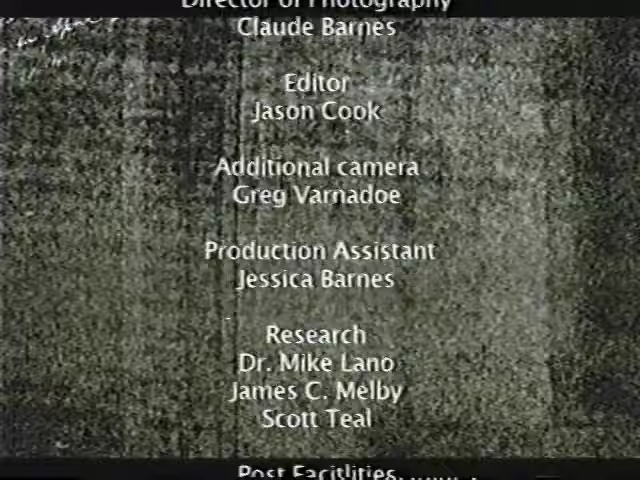 Director of Photography
Claude Barnes
Editor
Jason Cook
Additional camera
Greg Varnadoe
Production Assistant
Jessica Barnes
Research
Dr. Mike Lano
James C. Melby
Scott Teal
Post Facitlities